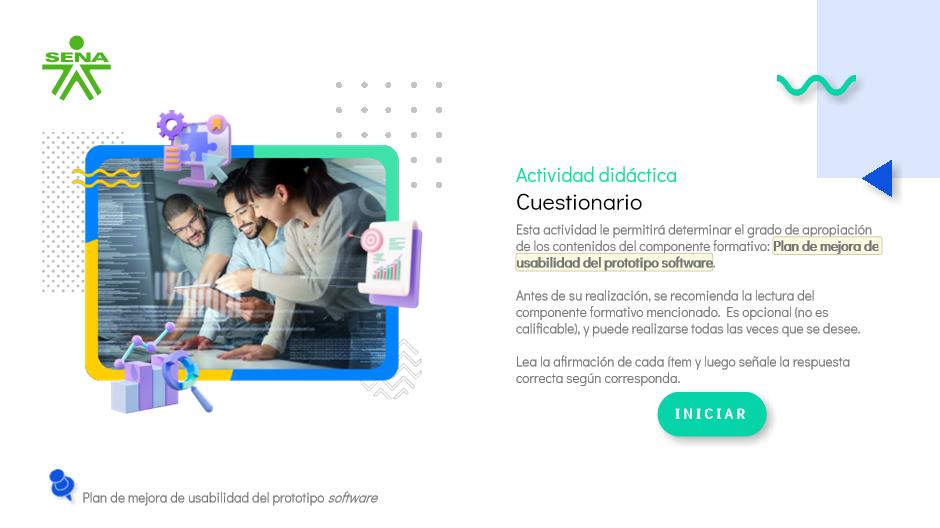 SENA
Actividad didáctica
Cuestionario
Esta actividad le permitirá determinar el grado de apropiación
de los contenidos del componente formativo: Plan de mejora de
usabilidad del prototipo software.
Antes de su realización, se recomienda la lectura del
componente formativo mencionado. Es opcional (no es
calificable), y puede realizarse todas las veces que se desee.
Lea la afirmación de cada ítem y luego señale la respuesta
correcta según corresponda.
INICIAR
Plan de mejora de usabilidad del prototipo software